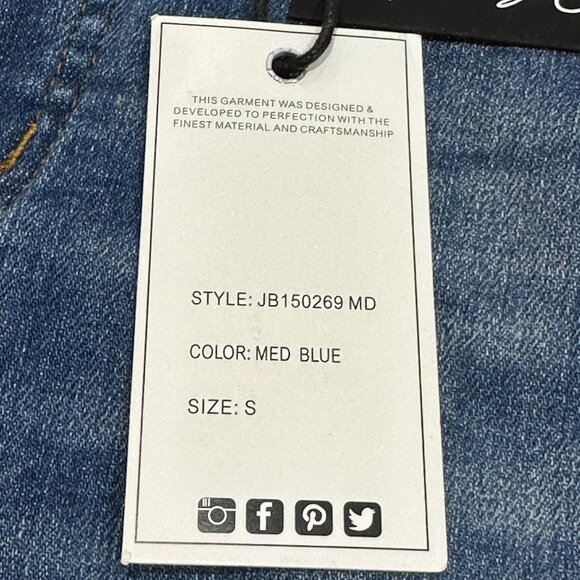 THIS GARMENT WAS DESIGNED &
DEVELOPED TO PERFECTION WITH THE
FINEST MATERIAL AND CRAFTSMANSHIP
STYLE: JB150269 MD
COLOR: MED BLUE
SIZE: S